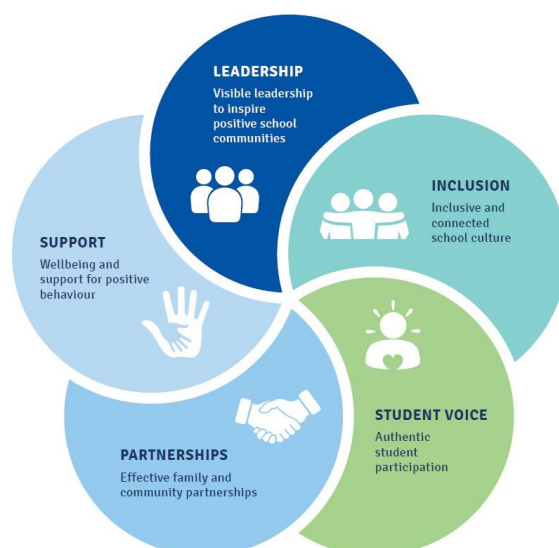 LEADERSHIP
Visible leadership
to inspire
positive school
communities
INCLUSION
Inclusive and
connected
school culture
STUDENT VOICE
Authentic
student
participation
PARTNERSHIPS
Effective family and
community partnerships
SUPPORT
Wellbeing and
support for positive
behaviour